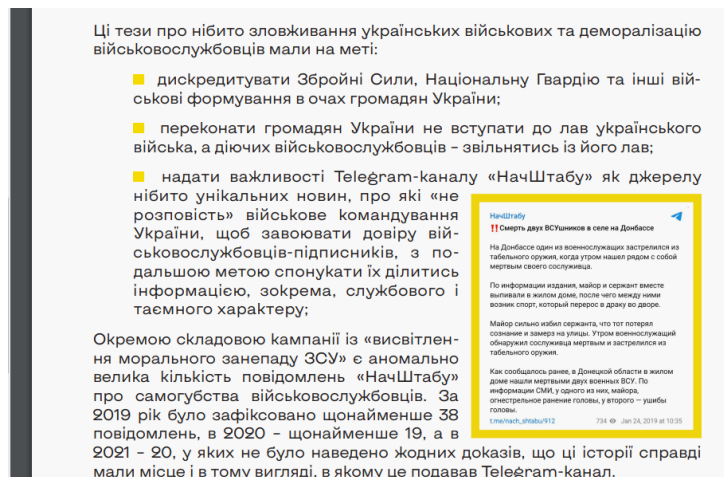 Ці тези про нібито зловживання українських військових та деморалізацію
військовослужбовців мали на меті:
дискредитувати Збройні Сили, Національну Гвардію та інші вій-
ськові формування в очах громадян України;
переконати громадян України не вступати до лав українського
війська, а діючих військовослужбовців – звільнятись із його лав;
надати важливості Telegram-каналу «НачШтабу» як джерелу
нібито унікальних новин, про які «не
розповість» військове командування
України, щоб завоювати довіру вій-
ськовослужбовців-підписників, з по-
дальшою метою спонукати їх ділитись
інформацією, зокрема, службового і
таємного характеру;
НачШтабу
‼️Смерть двух ВСУшников в селе на Донбассе
На Донбассе один из военнослужащих застрелился из
табельного оружия, когда утром нашел рядом с собой
мертвым своего сослуживца.
По информации издания, майор и сержант вместе
выпивали в жилом доме, после чего между ними
возник спорт, который перерос в драку во дворе.
Майор сильно избил сержанта, что тот потерял
сознание и замерз на улицы. Утром военнослужащий
обнаружил сослуживца мертвым и застрелился из
табельного оружия.
Как сообщалось ранее, в Донецкой области в жилом
доме нашли мертвыми двух военных ВСУ. По
информации СМИ, у одного из них, майора,
огнестрельное ранение головы, у второго — ушибы
головы.
t.me/nach_shtabu/912 734 Jan 24, 2019 at 10:35
Окремою складовою кампанії із «висвітлен-
ня морального занепаду ЗСУ» є аномально
велика кількість повідомлень «НачШтабу»
про самогубства військовослужбовців. За
2019 рік було зафіксовано щонайменше 38
повідомлень, в 2020 – щонайменше 19, а в
2021 – 20, у яких не було наведено жодних доказів, що ці історії справді
мали місце і в тому вигляді, в якому це подавав Telegram-канал.